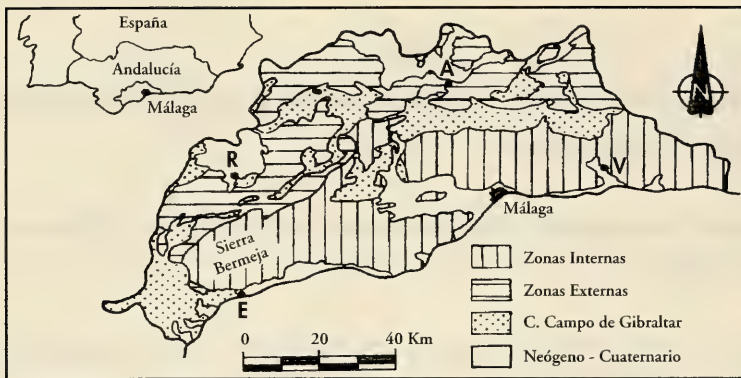 España
Andalucía
Málaga
A
N
R
V
Málaga
Sierra
Bermeja
E
Zonas Internas
Zonas Externas
C. Campo de Gibraltar
Neógeno - Cuaternario
0 20 40 Km